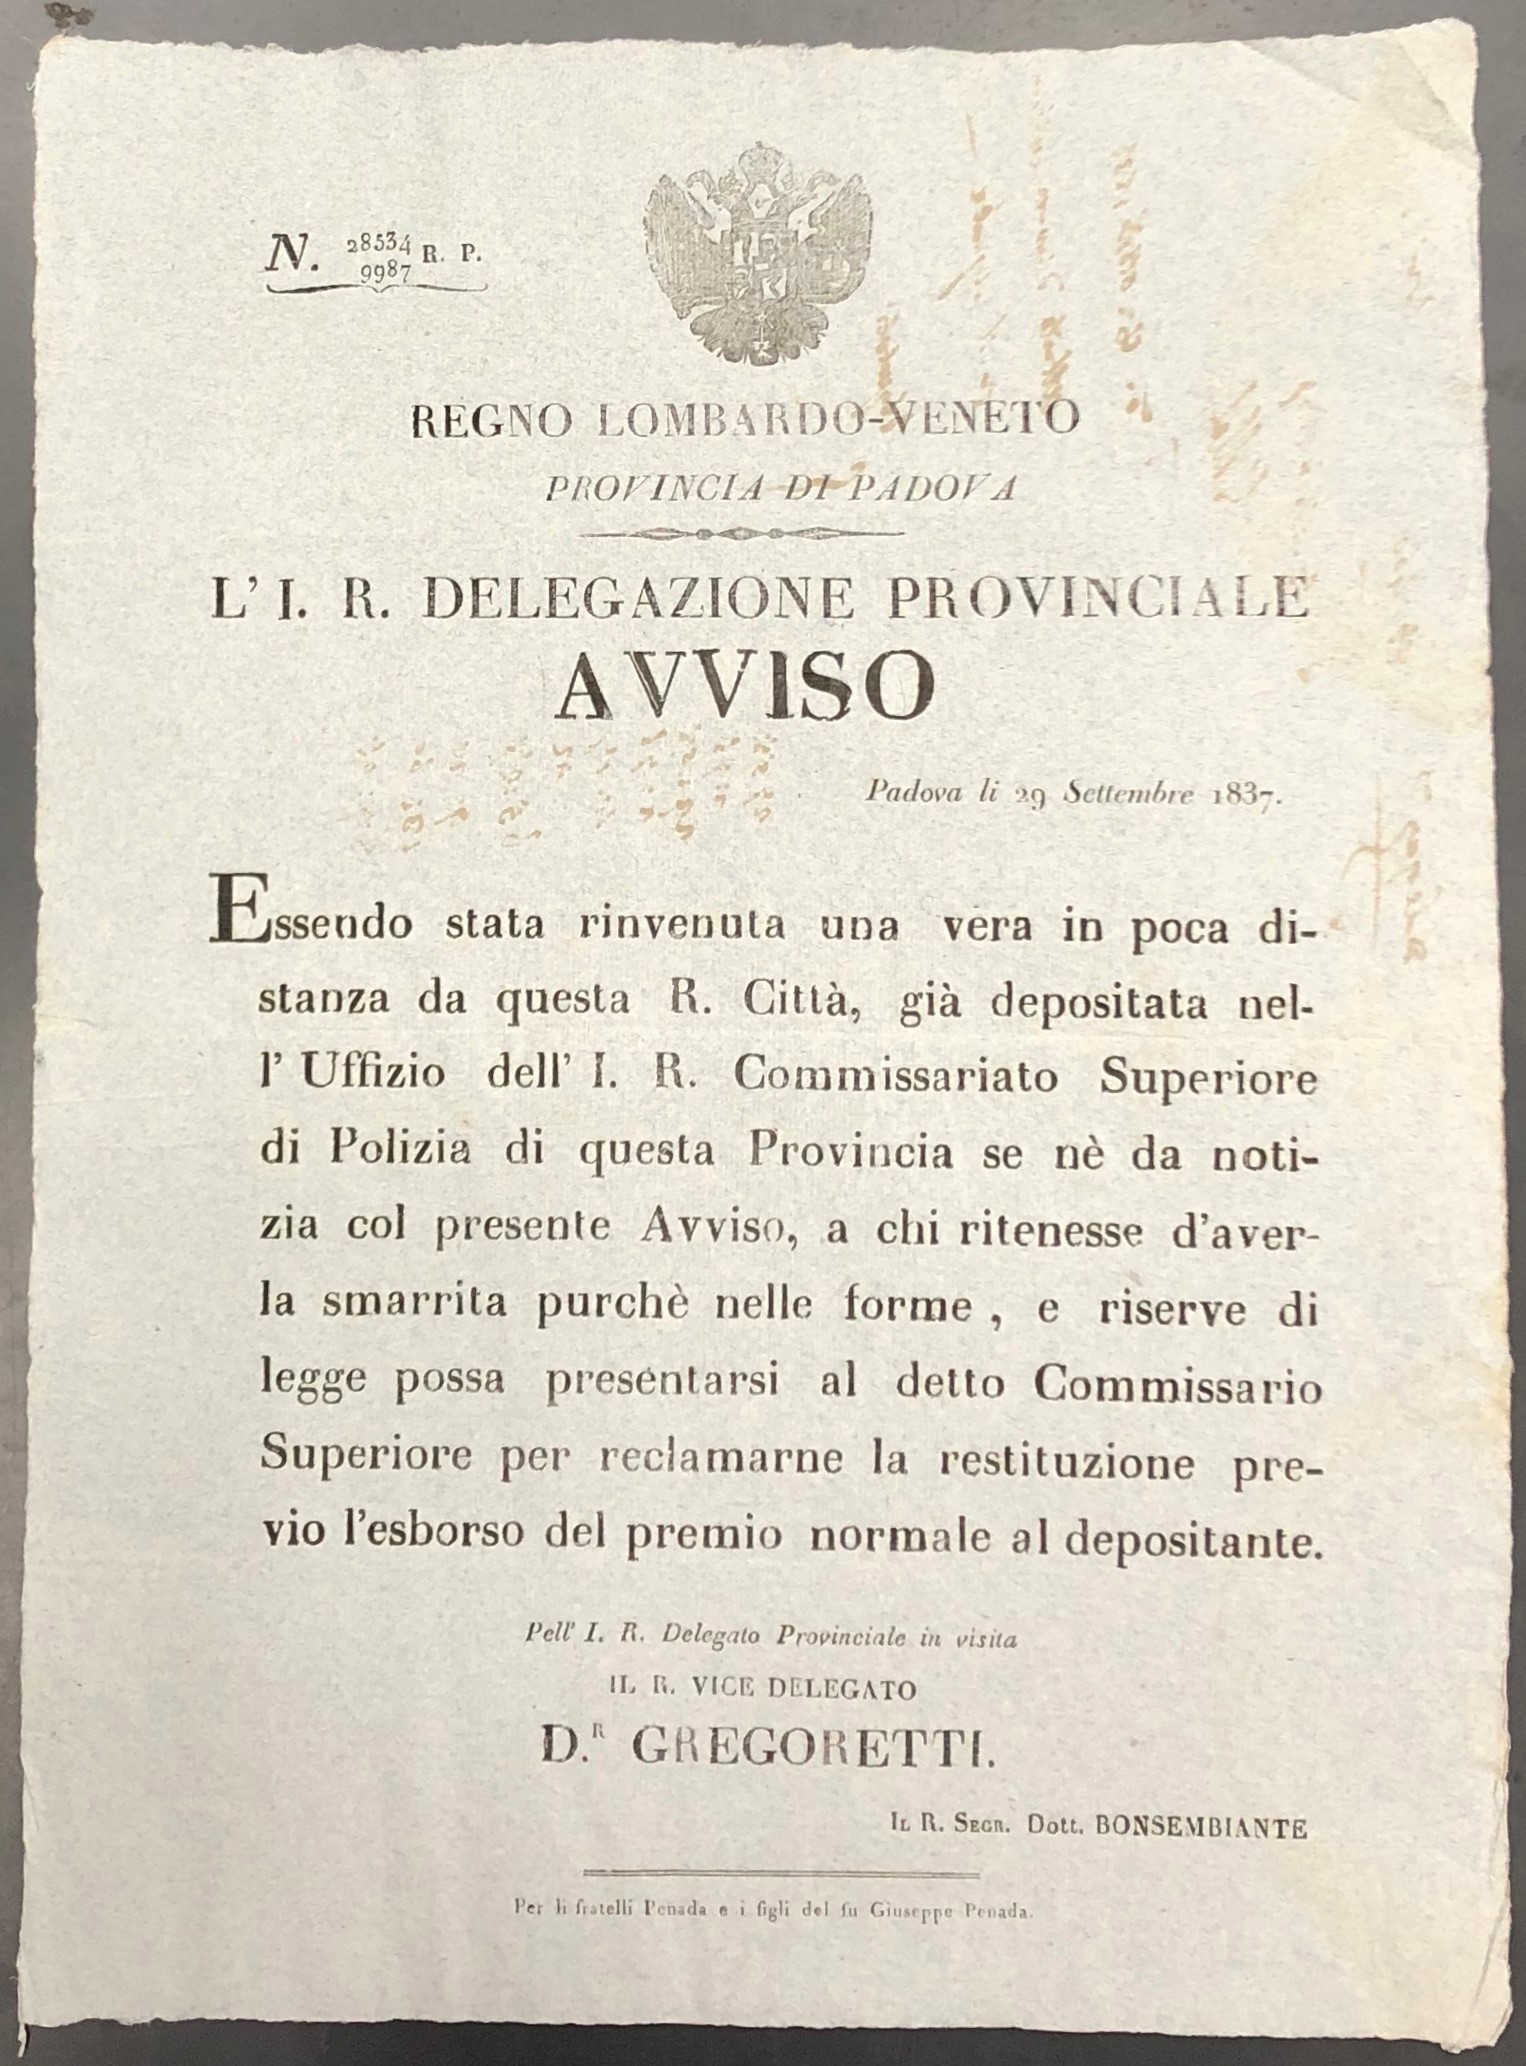 N. 28534 R. P.
9987
REGNO LOMBARDO-VENETO
PROVINCIA DI PADOVA
L' I. R. DELEGAZIONE PROVINCIALE
AVVISO
Padova li 29 Settembre 1837.
Essendo stata rinvenuta una vera in poca di-
stanza da questa R. Città, già depositata nel-
l' Uffizio dell' I. R. Commissariato Superiore
di Polizia di questa Provincia se nè da noti-
zia col presente Avviso, a chi ritenesse d'aver-
la smarrita purchè nelle forme , e riserve di
legge possa presentarsi al detto Commissario
Superiore per reclamarne la restituzione pre-
vio l'esborso del premio normale al depositante.
Pell' I. R. Delegato Provinciale in visita
IL R. VICE DELEGATO
D.R GREGORETTI.
IL R. SEGR. Dott. BONSEMBIANTE
Per li fratelli Penada e i figli del fu Giuseppe Penada.